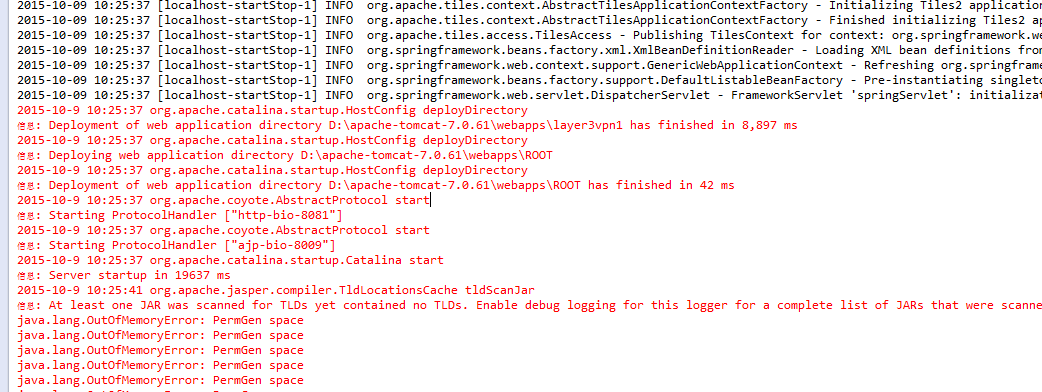 2015-10-09 10:25:37 [localhost-startStop-1] INFO  org.apache.tiles.context.AbstractTilesApplicationContextFactory - Initializing Tiles2 applicatio
2015-10-09 10:25:37 [localhost-startStop-1] INFO  org.apache.tiles.context.AbstractTilesApplicationContextFactory - Finished initializing Tiles2 ap
2015-10-09 10:25:37 [localhost-startStop-1] INFO  org.apache.tiles.access.TilesAccess - Publishing TilesContext for context: org.springframework.we
2015-10-09 10:25:37 [localhost-startStop-1] INFO  org.springframework.beans.factory.xml.XmlBeanDefinitionReader - Loading XML bean definitions from
2015-10-09 10:25:37 [localhost-startStop-1] INFO  org.springframework.web.context.support.GenericWebApplicationContext - Refreshing org.springframe
2015-10-09 10:25:37 [localhost-startStop-1] INFO  org.springframework.beans.factory.support.DefaultListableBeanFactory - Pre-instantiating singleto
2015-10-09 10:25:37 [localhost-startStop-1] INFO  org.springframework.web.servlet.DispatcherServlet - FrameworkServlet 'springServlet': initializat
2015-10-9 10:25:37 org.apache.catalina.startup.HostConfig deployDirectory
信息: Deployment of web application directory D:\apache-tomcat-7.0.61\webapps\layer3vpn1 has finished in 8,897 ms
2015-10-9 10:25:37 org.apache.catalina.startup.HostConfig deployDirectory
信息: Deploying web application directory D:\apache-tomcat-7.0.61\webapps\ROOT
2015-10-9 10:25:37 org.apache.catalina.startup.HostConfig deployDirectory
信息: Deployment of web application directory D:\apache-tomcat-7.0.61\webapps\ROOT has finished in 42 ms
2015-10-9 10:25:37 org.apache.coyote.AbstractProtocol start
信息: Starting ProtocolHandler ["http-bio-8081"]
2015-10-9 10:25:37 org.apache.coyote.AbstractProtocol start
信息: Starting ProtocolHandler ["ajp-bio-8009"]
2015-10-9 10:25:37 org.apache.catalina.startup.Catalina start
信息: Server startup in 19637 ms
2015-10-9 10:25:41 org.apache.jasper.compiler.TldLocationsCache tldScanJar
信息: At least one JAR was scanned for TLDs yet contained no TLDs. Enable debug logging for this logger for a complete list of JARs that were scanne
java.lang.OutOfMemoryError: PermGen space
java.lang.OutOfMemoryError: PermGen space
java.lang.OutOfMemoryError: PermGen space
java.lang.OutOfMemoryError: PermGen space
java.lang.OutOfMemoryError: PermGen space